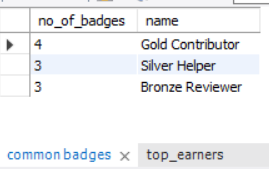 no_of_badges name
4 Gold Contributor
3 Silver Helper
3 Bronze Reviewer
common badges × top_earners